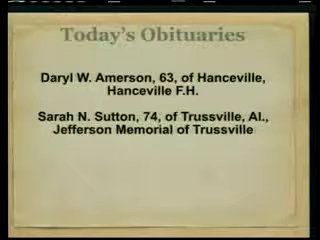 Today's Obituaries
Daryl W. Amerson, 63, of Hanceville,
Hanceville F.H.
Sarah N. Sutton, 74, of Trussville, Al.,
Jefferson Memorial of Trussville